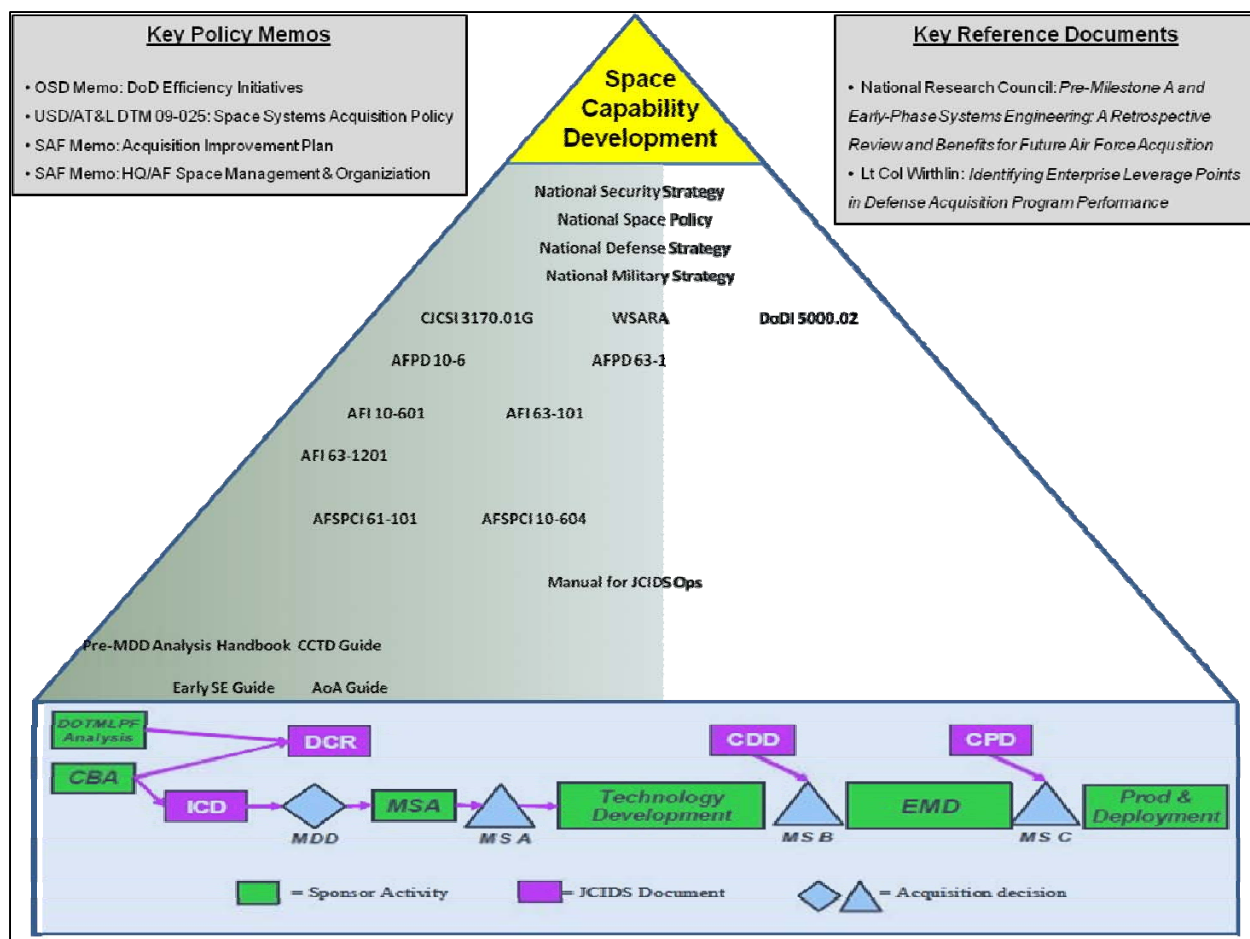 Key Policy Memos
• OSD Memo: DoD Efficiency Initiatives
• USD/AT&L DTM 09-025: Space Systems Acquisition Policy
• SAF Memo: Acquisition Improvement Plan
• SAF Memo: HQ/AF Space Management & Organiziation
Key Reference Documents
• National Research Council: Pre-Milestone A and
Early-Phase Systems Engineering: A Retrospective
Review and Benefits for Future Air Force Acqusition
• Lt Col Wirthlin: Identifying Enterprise Leverage Points
in Defense Acquisition Program Performance
Space
Capability
Development
National Security Strategy
National Space Policy
National Defense Strategy
National Military Strategy
CJCSI 3170.01G WSARA DoDI 5000.02
AFPD 10-6 AFPD 63-1
AFI 10-601 AFI 63-101
AFI 63-1201
AFSPCI 61-101 AFSPCI 10-604
Manual for JCIDS Ops
Pre-MDD Analysis Handbook CCTD Guide
Early SE Guide AoA Guide
DOTMLPF
Analysis
DCR
CDD
CPD
CBA
ICD
MDD
MSA
MS A
Technology
Development
MS B
EMD
MS C
Prod &
Deployment
= Sponsor Activity
= JCIDS Document
= Acquisition decision